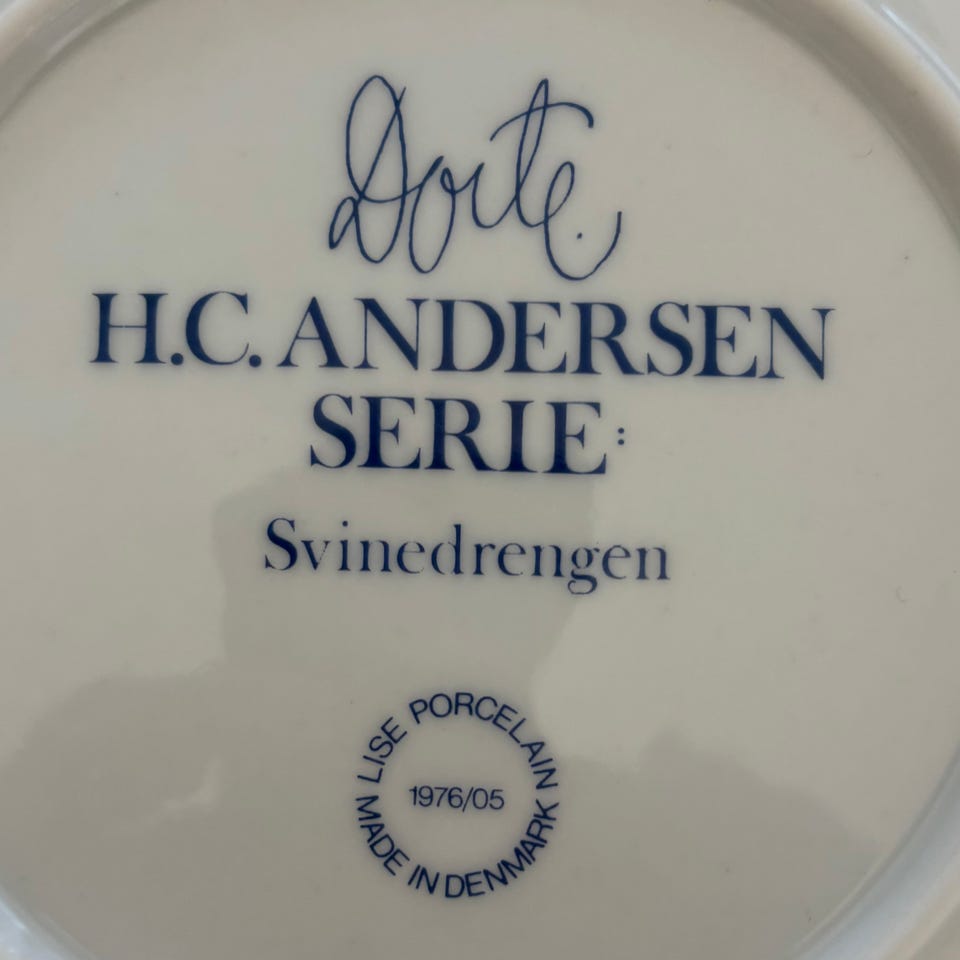 Dorte.
H.C. ANDERSEN
SERIE:
Svinedrengen
LISE PORCELAIN
1976/05
MADE IN DENMARK